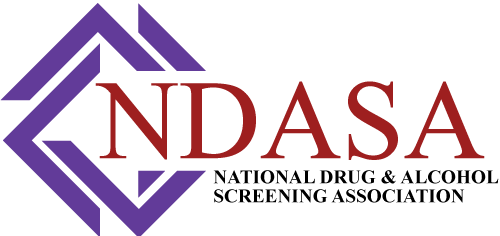 NDASA
NATIONAL DRUG & ALCOHOL
SCREENING ASSOCIATION